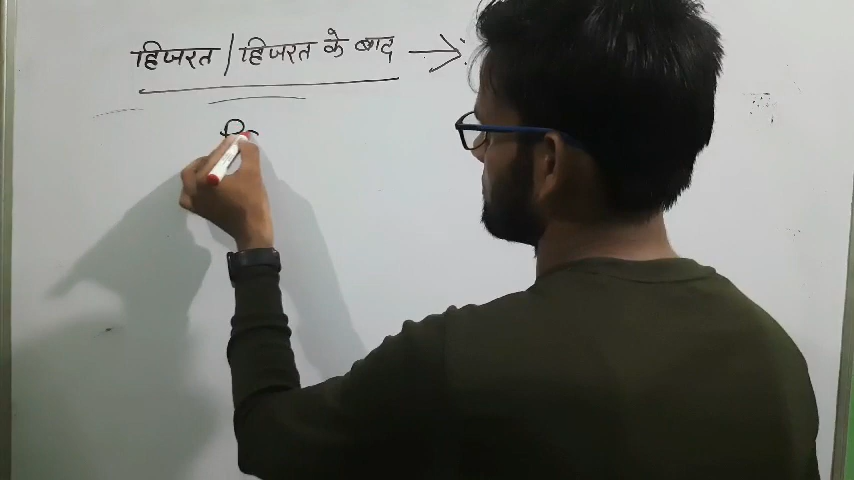 हिजरत / हिजरत के बाद →